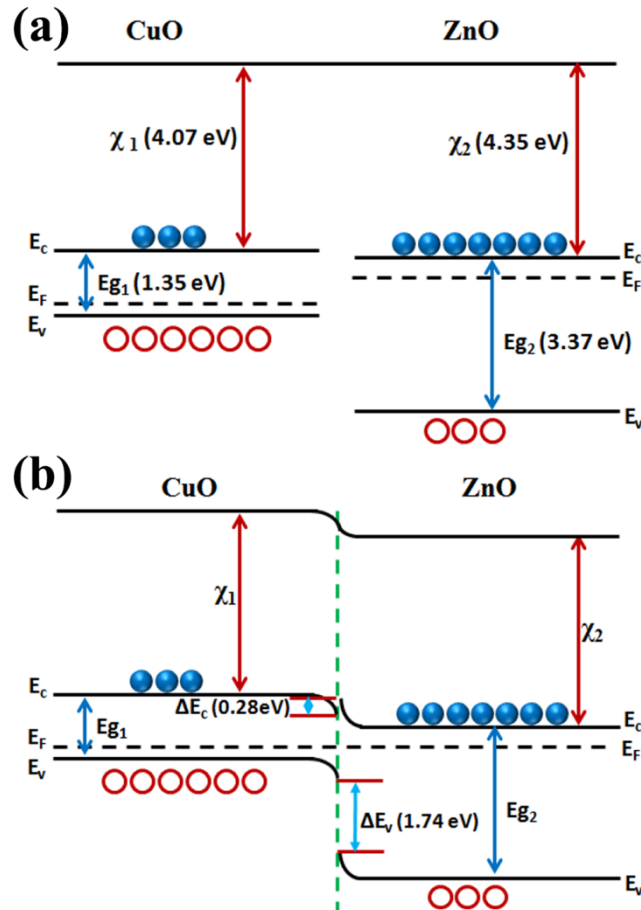 (a)
CuO
ZnO
χ1 (4.07 eV)
χ2 (4.35 eV)
Ec
Eg1 (1.35 eV)
EF
Ev
Ec
EF
Eg2 (3.37 eV)
Ev
(b)
CuO
ZnO
χ1
χ2
Ec
ΔEc (0.28eV)
Eg1
EF
Ev
Ec
EF
ΔEv (1.74 eV)
Eg2
Ev